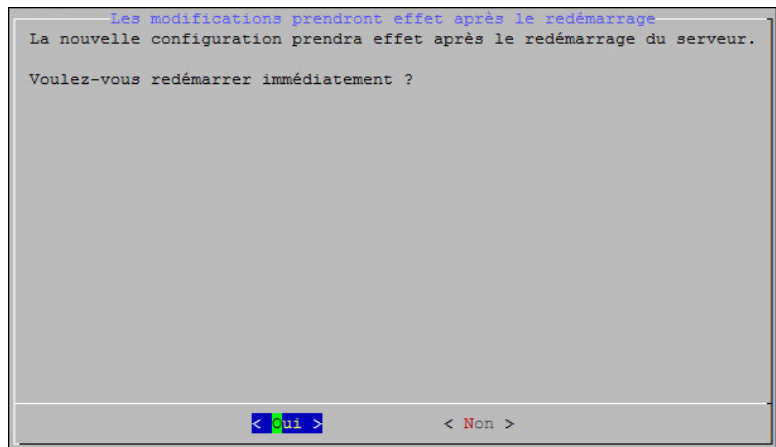 Les modifications prendront effet après le redémarrage
La nouvelle configuration prendra effet après le redémarrage du serveur.
Voulez-vous redémarrer immédiatement ?
< Oui > < Non >